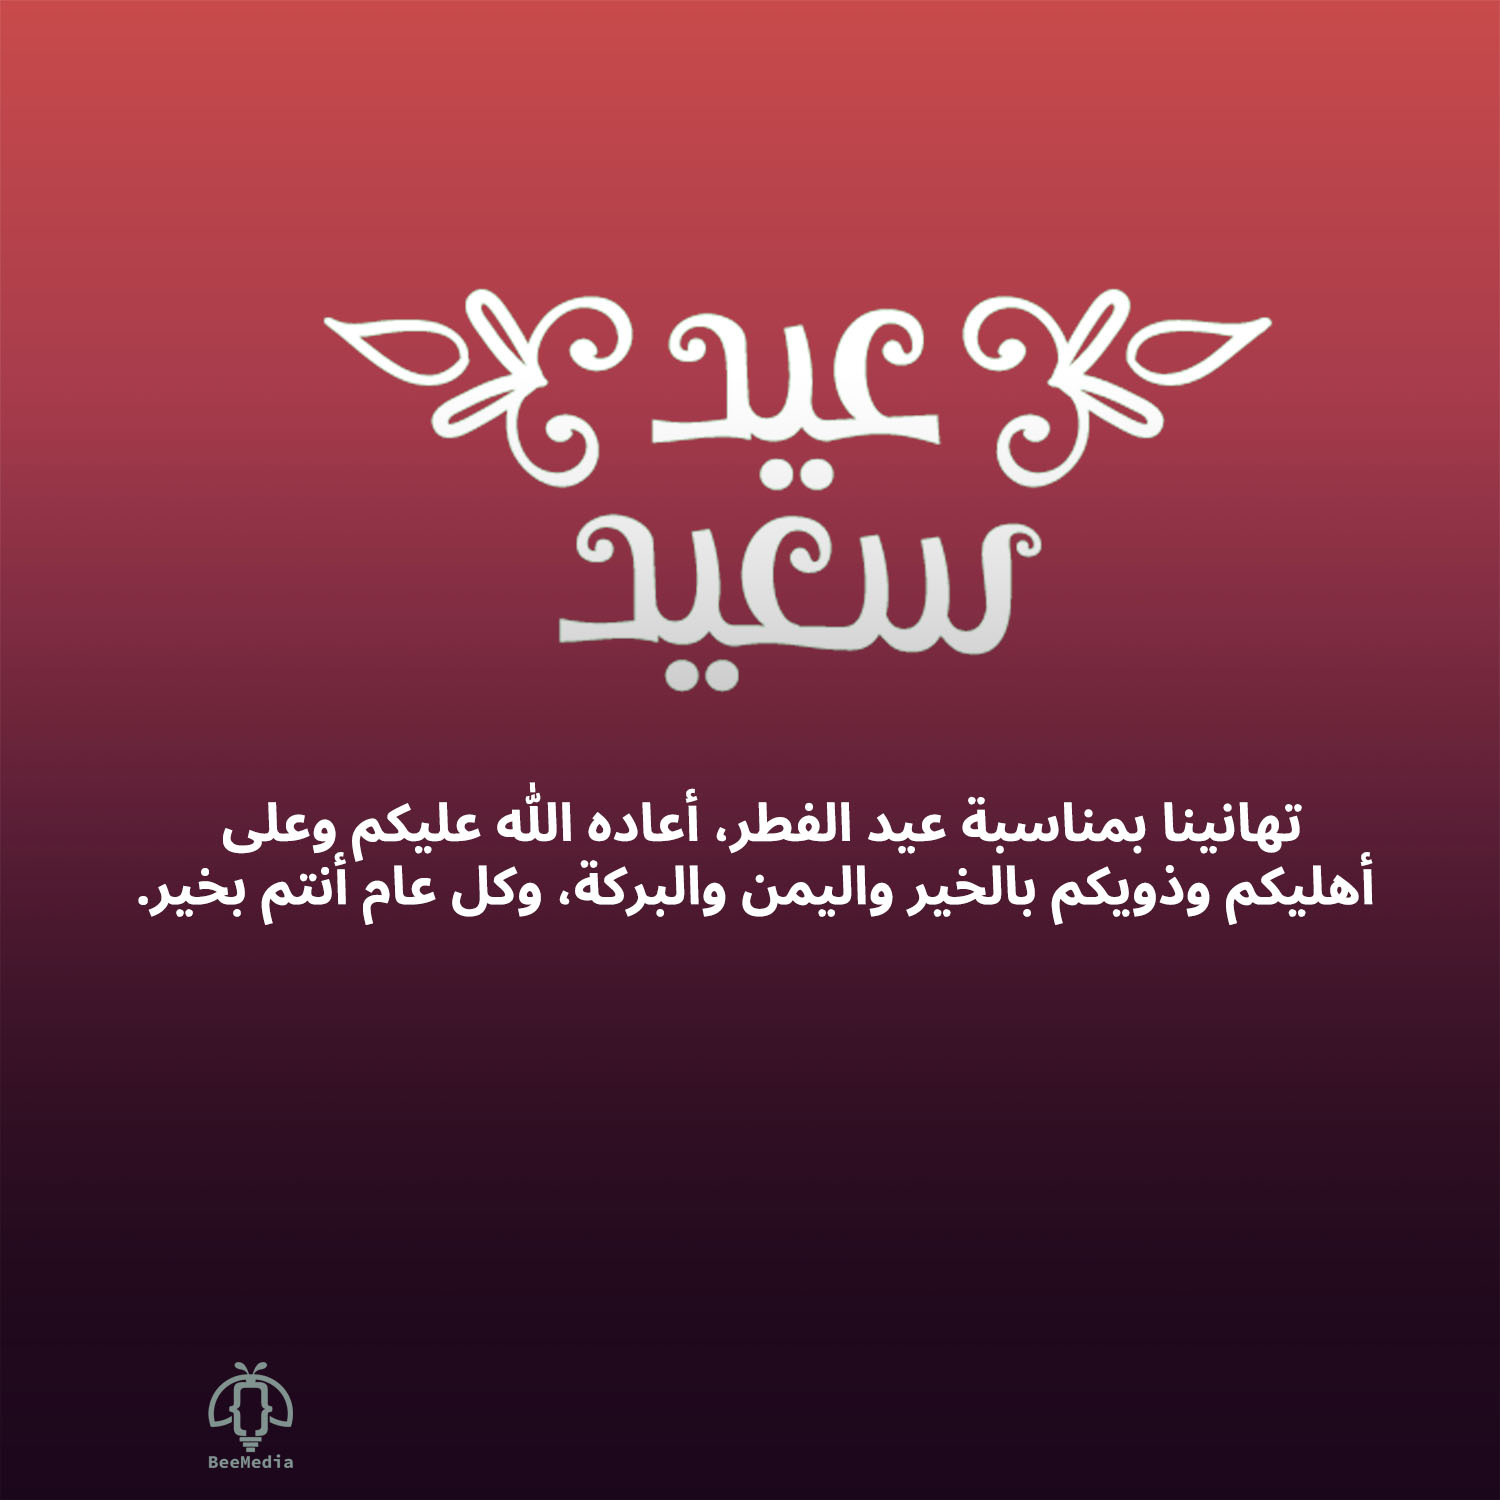 عيد
سعيد
تهانينا بمناسبة عيد الفطر، أعاده الله عليكم وعلى
أهليكم وذويكم بالخير واليمن والبركة، وكل عام أنتم بخير.
BeeMedia